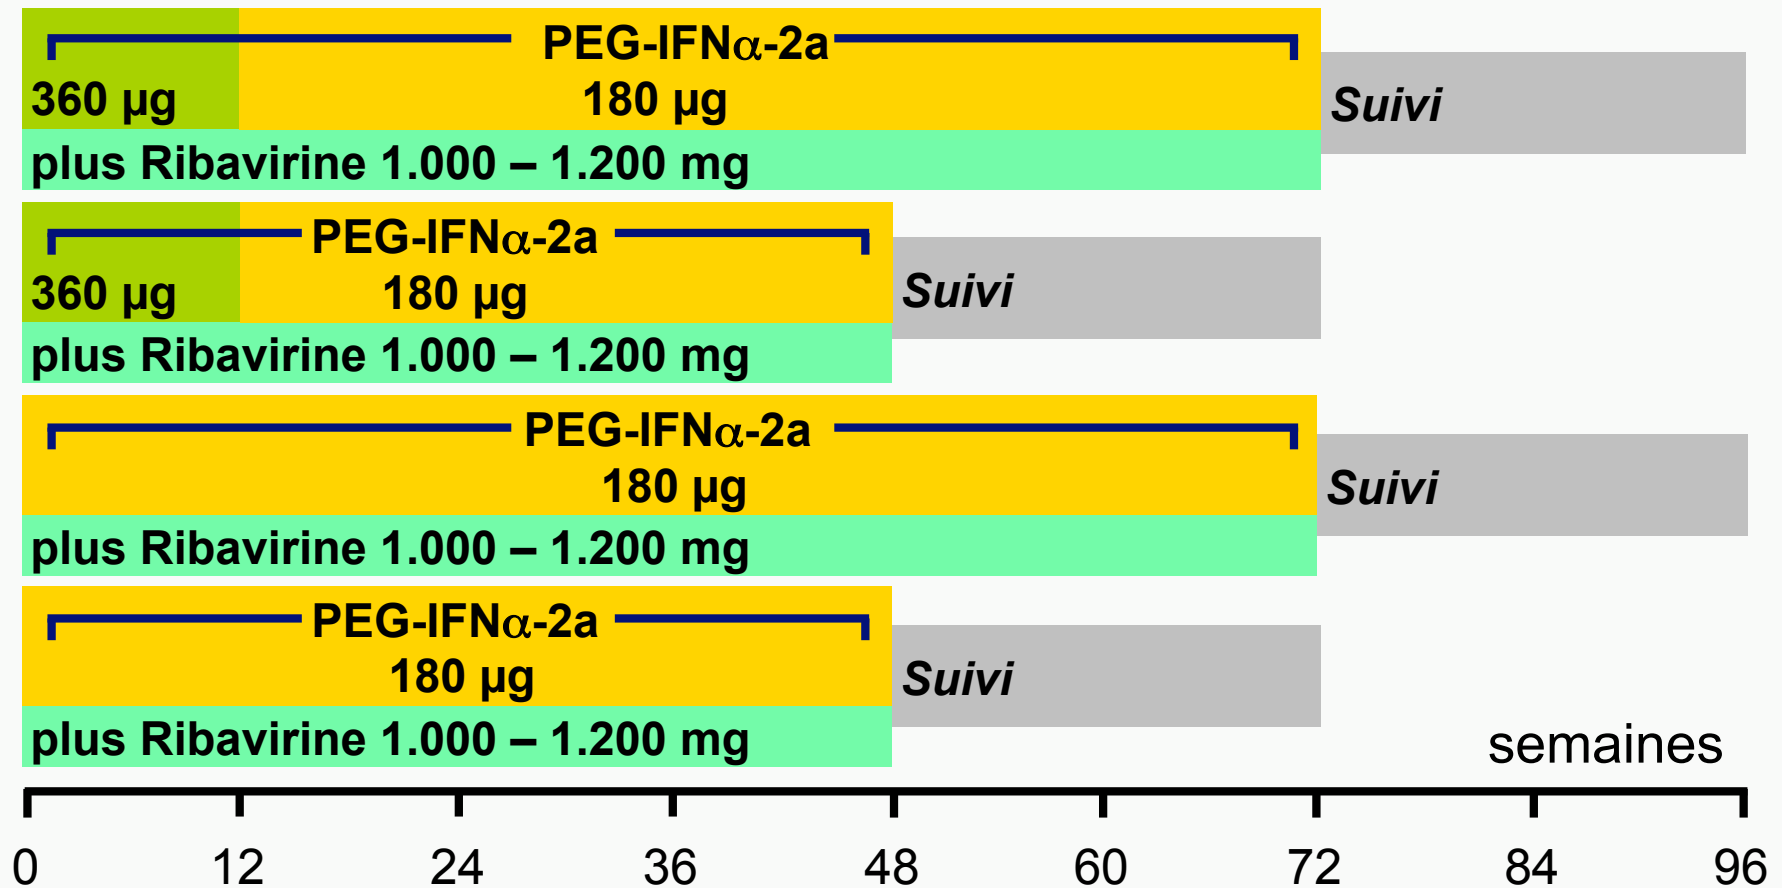 PEG-IFNα-2a
360 µg 180 µg
Suivi
plus Ribavirine 1.000 – 1.200 mg
PEG-IFNα-2a
360 µg 180 µg
Suivi
plus Ribavirine 1.000 – 1.200 mg
PEG-IFNα-2a
180 µg
Suivi
plus Ribavirine 1.000 – 1.200 mg
PEG-IFNα-2a
180 µg
Suivi
plus Ribavirine 1.000 – 1.200 mg
semaines
0 12 24 36 48 60 72 84 96